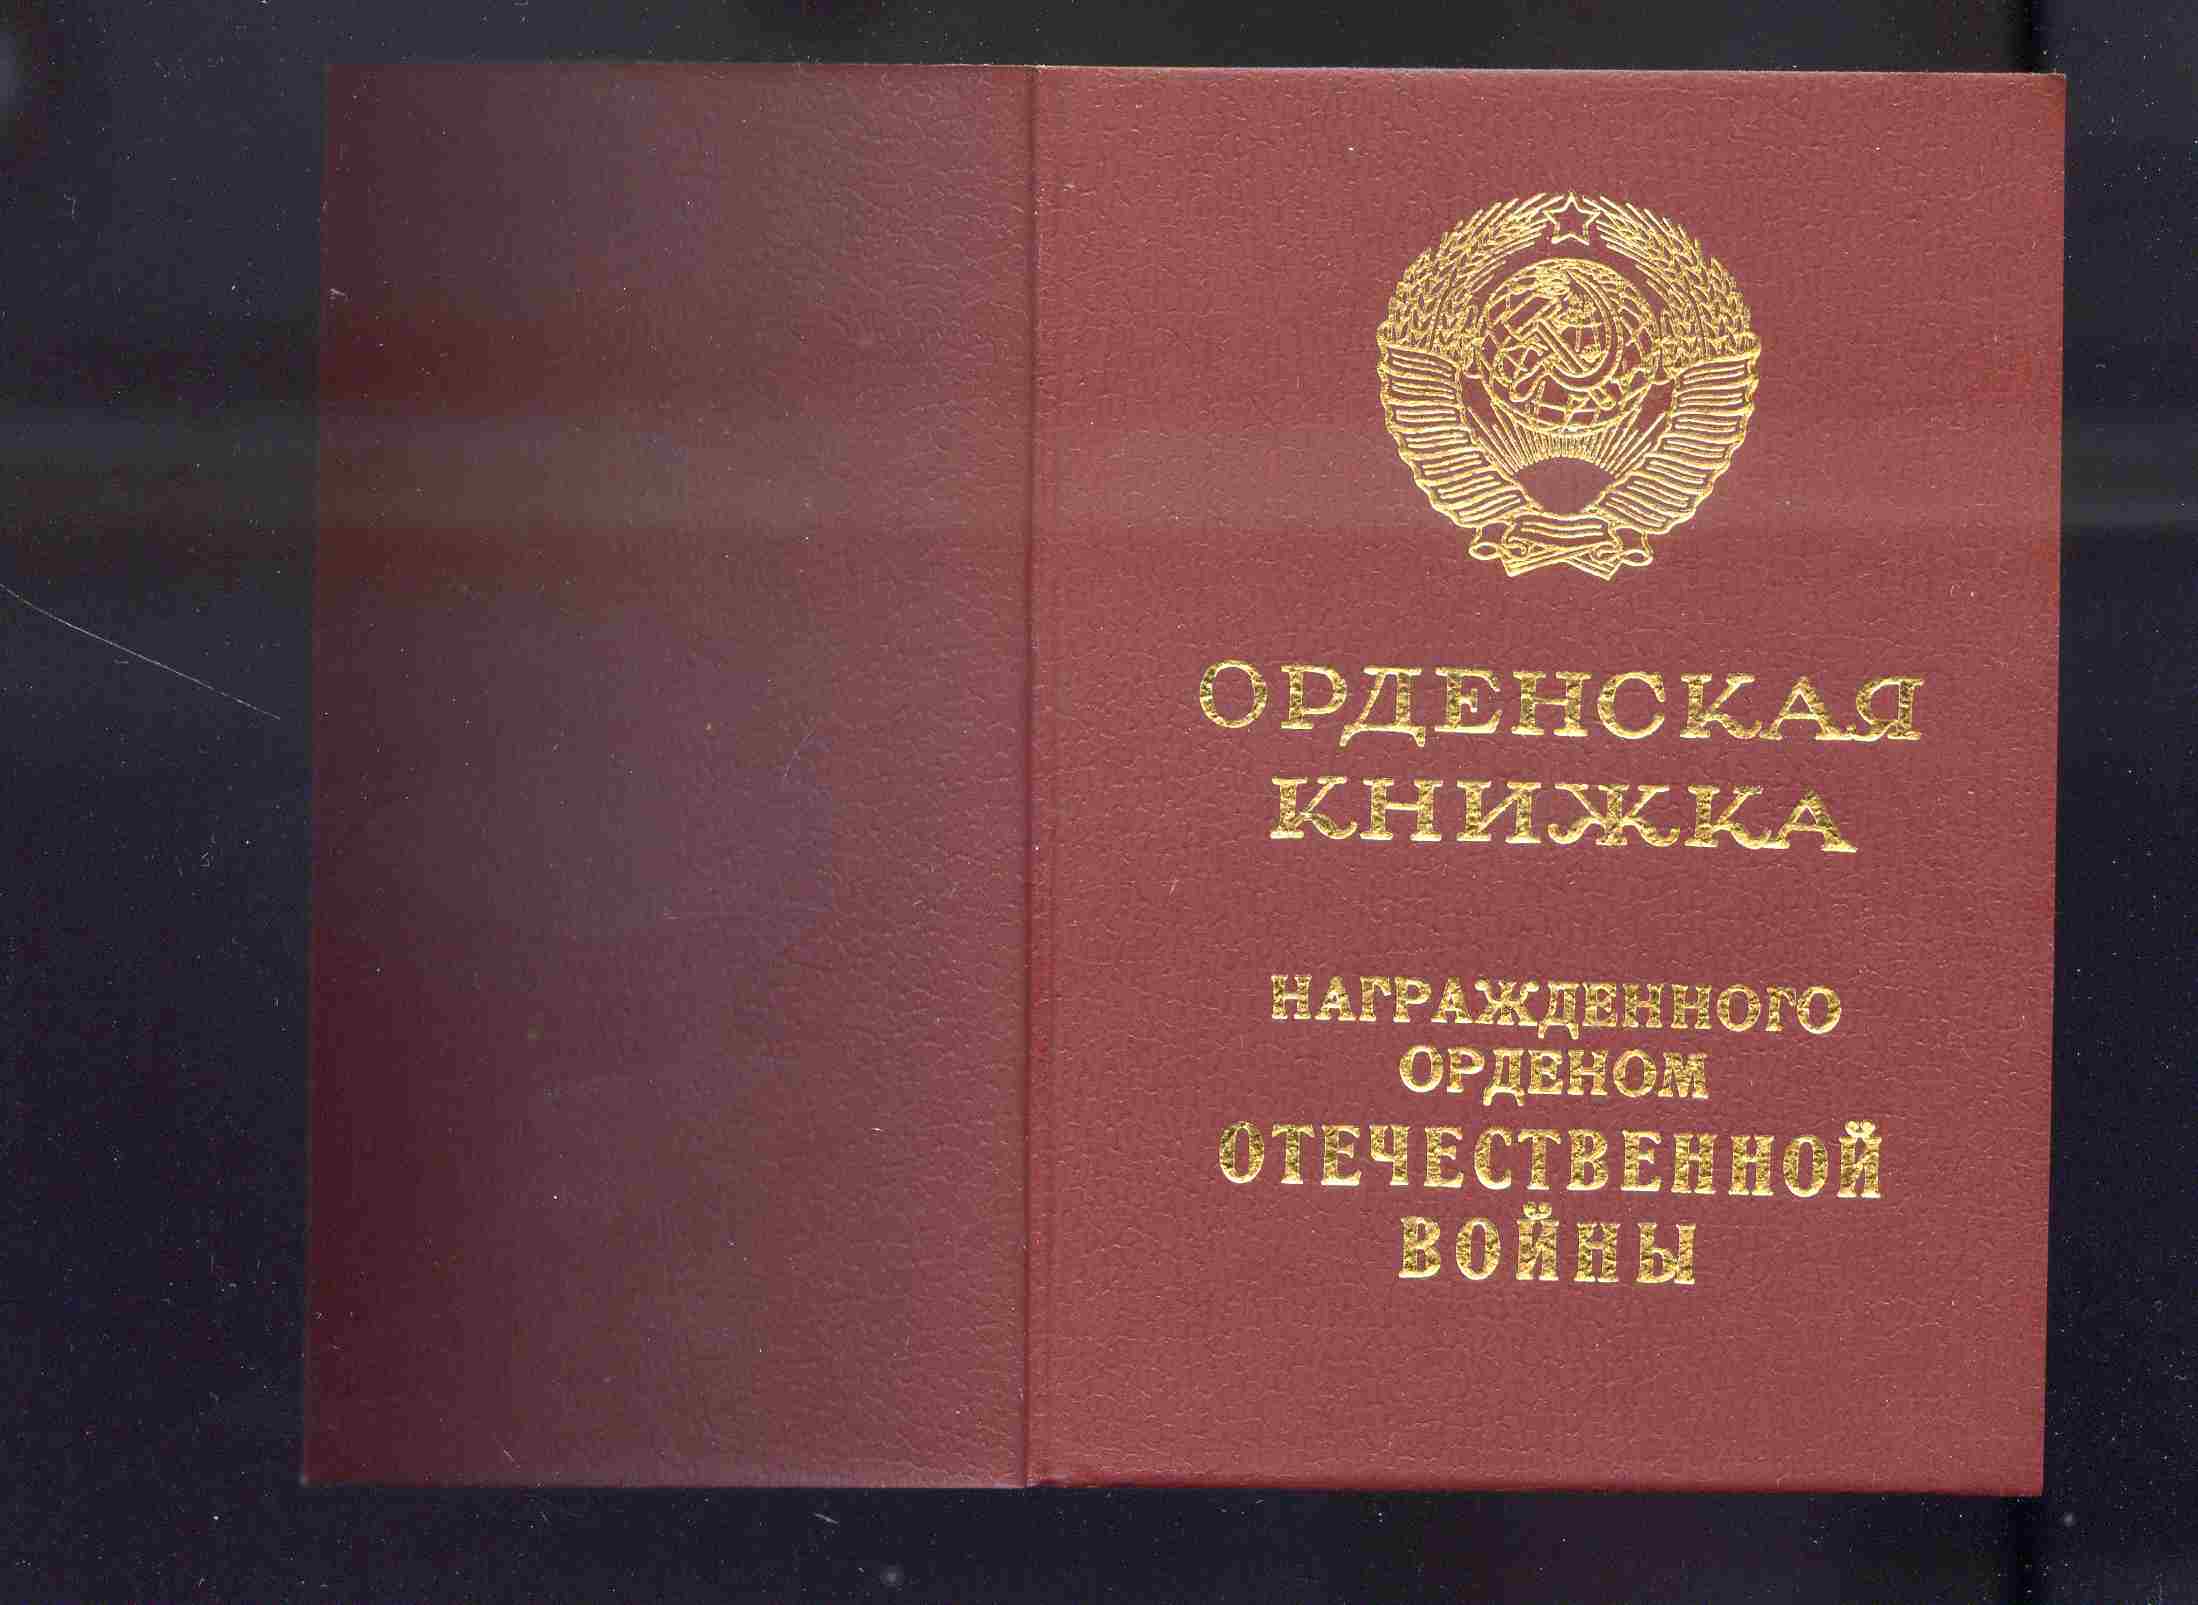 ОРДЕНСКАЯ
КНИЖКА
НАГРАЖДЕННОГО
ОРДЕНОМ
ОТЕЧЕСТВЕННОЙ
ВОЙНЫ